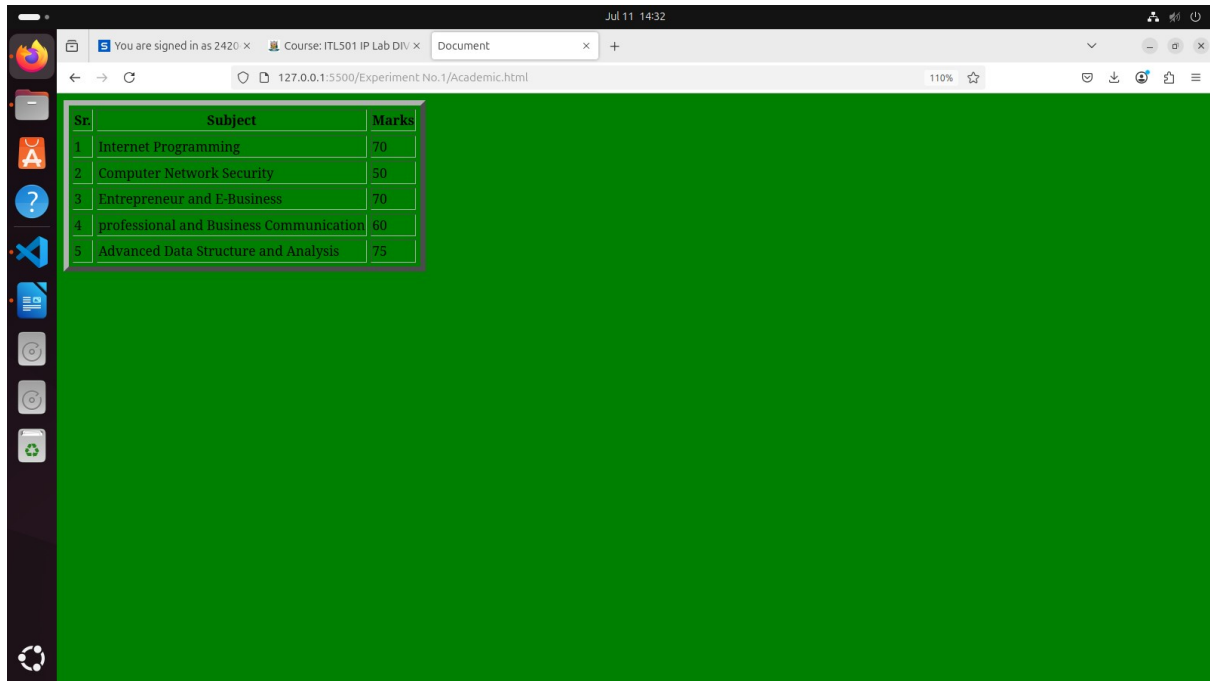 Jul 11 14:32
You are signed in as 2420
Course: ITL501 IP Lab DIV
Document
127.0.0.1:5500/Experiment No.1/Academic.html
110%
Sr. Subject Marks
1 Internet Programming 70
2 Computer Network Security 50
3 Entrepreneur and E-Business 70
4 professional and Business Communication 60
5 Advanced Data Structure and Analysis 75